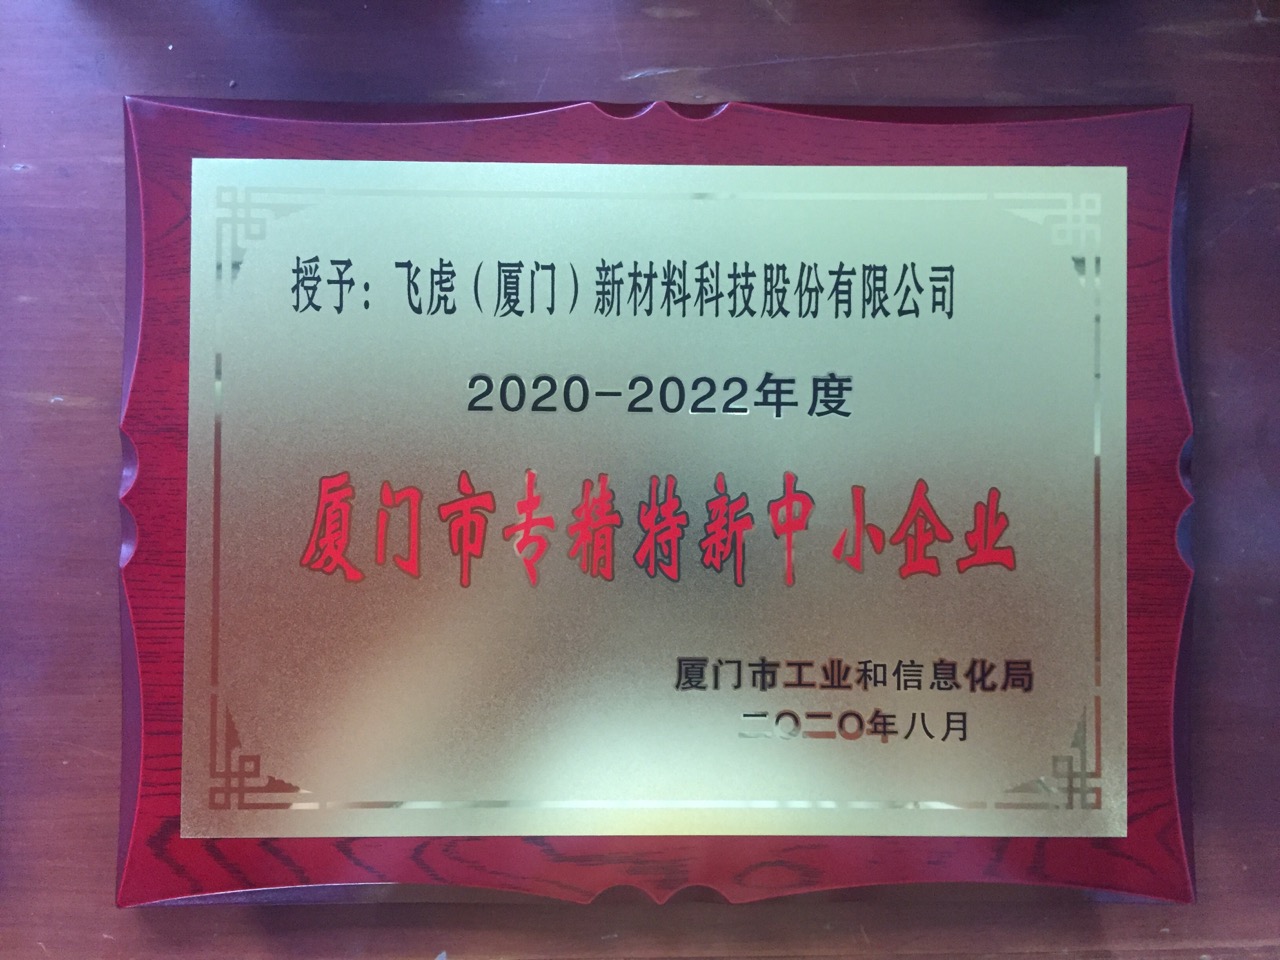 授予：飞虎（厦门）新材料科技股份有限公司
2020-2022年度
厦门市专精特新中小企业
厦门市工业和信息化局
二〇二〇年八月